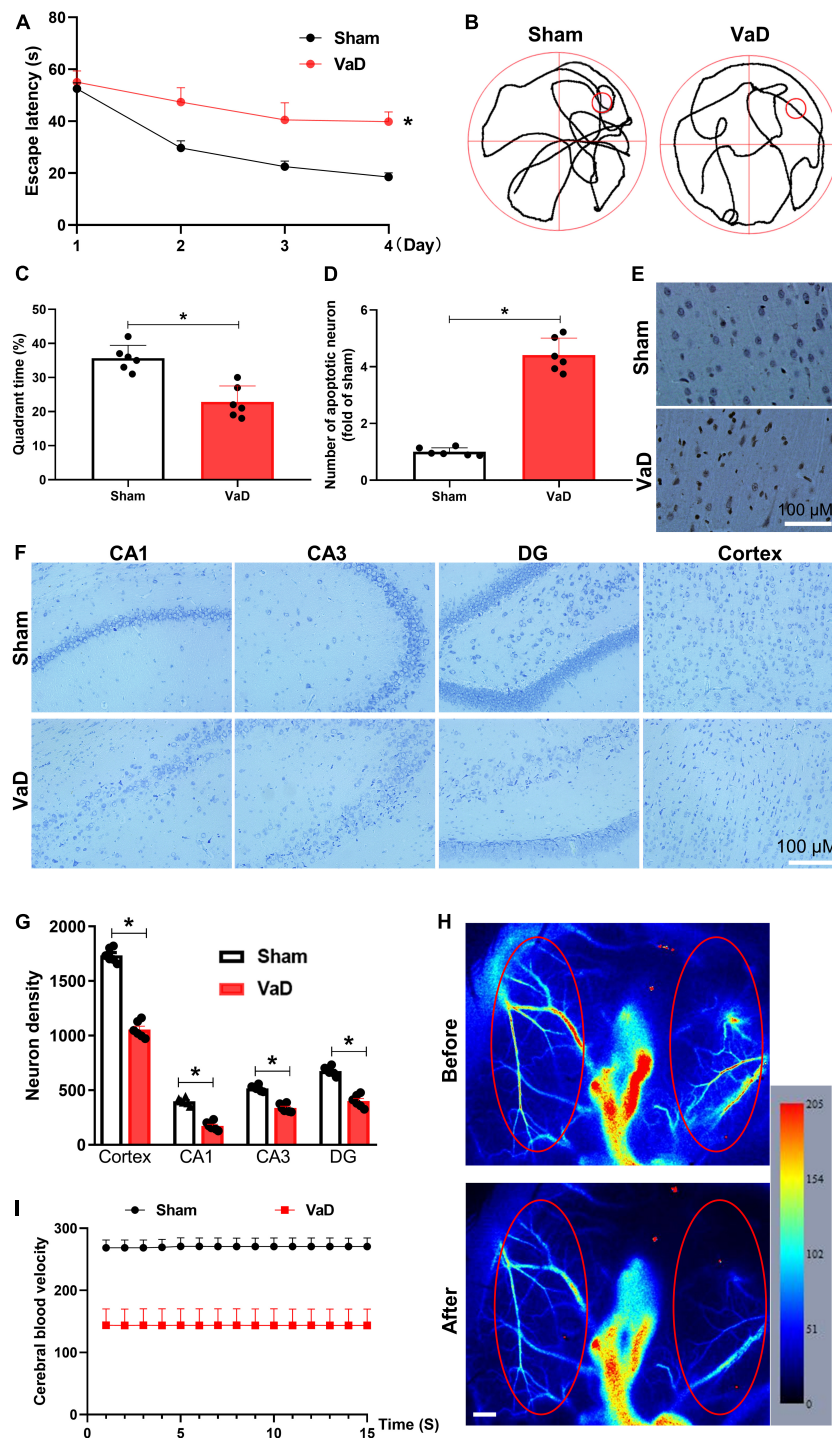 A
Escape latency (s)
80
60
40
20
0
1 2 3 4 (Day)
Sham
VaD
*
B
Sham VaD
C
Quadrant time (%)
50
40
30
20
10
0
*
Sham VaD
D
Number of apoptotic neuron
(fold of sham)
6
4
2
0
*
Sham VaD
E
Sham
VaD
100 µM
F
CA1 CA3 DG Cortex
Sham
VaD
100 µM
G
Neuron density
2000
1500
1000
500
0
Sham
VaD
* * * *
Cortex CA1 CA3 DG
H
Before
After
205
154
102
51
0
I
Cerebral blood velocity
300
200
100
0
Sham VaD
0 5 10 15 Time (S)